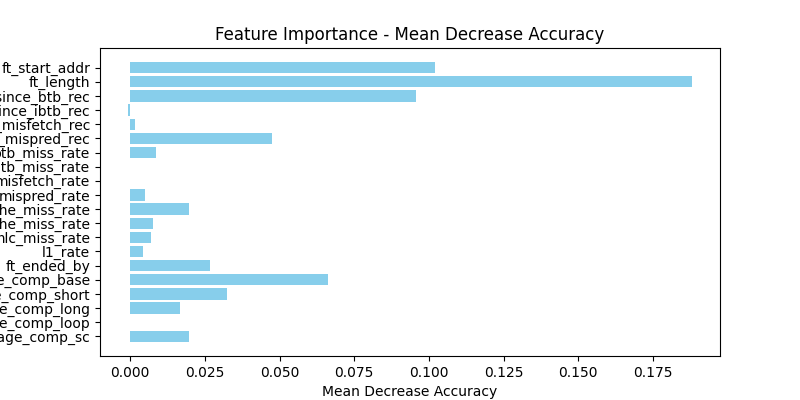 Feature Importance - Mean Decrease Accuracy
ft_start_addr
ft_length
since_btb_rec
ince_ibtb_rec
misfetch_rec
_mispred_rec
tb_miss_rate
tb_miss_rate
misfetch_rate
mispred_rate
he_miss_rate
he_miss_rate
mlc_miss_rate
l1_rate
ft_ended_by
e_comp_base
e_comp_short
e_comp_long
e_comp_loop
age_comp_sc
0.000 0.025 0.050 0.075 0.100 0.125 0.150 0.175
Mean Decrease Accuracy